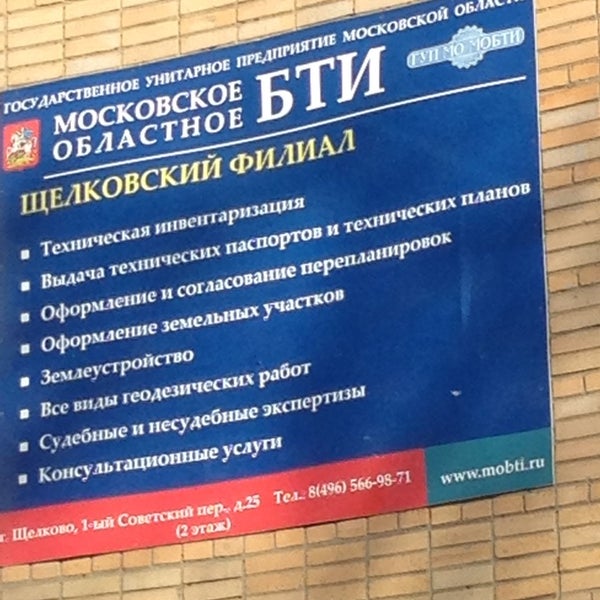 ГОСУДАРСТВЕННОЕ УНИТАРНОЕ ПРЕДПРИЯТИЕ МОСКОВСКОЙ ОБЛАСТИ
МОСКОВСКОЕ
ОБЛАСТНОЕ
БТИ
ГУП МО МОБТИ
ЩЕЛКОВСКИЙ ФИЛИАЛ
Техническая инвентаризация
Выдача технических паспортов и технических планов
Оформление и согласование перепланировок
Оформление земельных участков
Землеустройство
Все виды геодезических работ
Судебные и несудебные экспертизы
Консультационные услуги
г. Щелково, 1-ый Советский пер., д.25 Тел.: 8(496) 566-98-71
(2 этаж)
www.mobti.ru